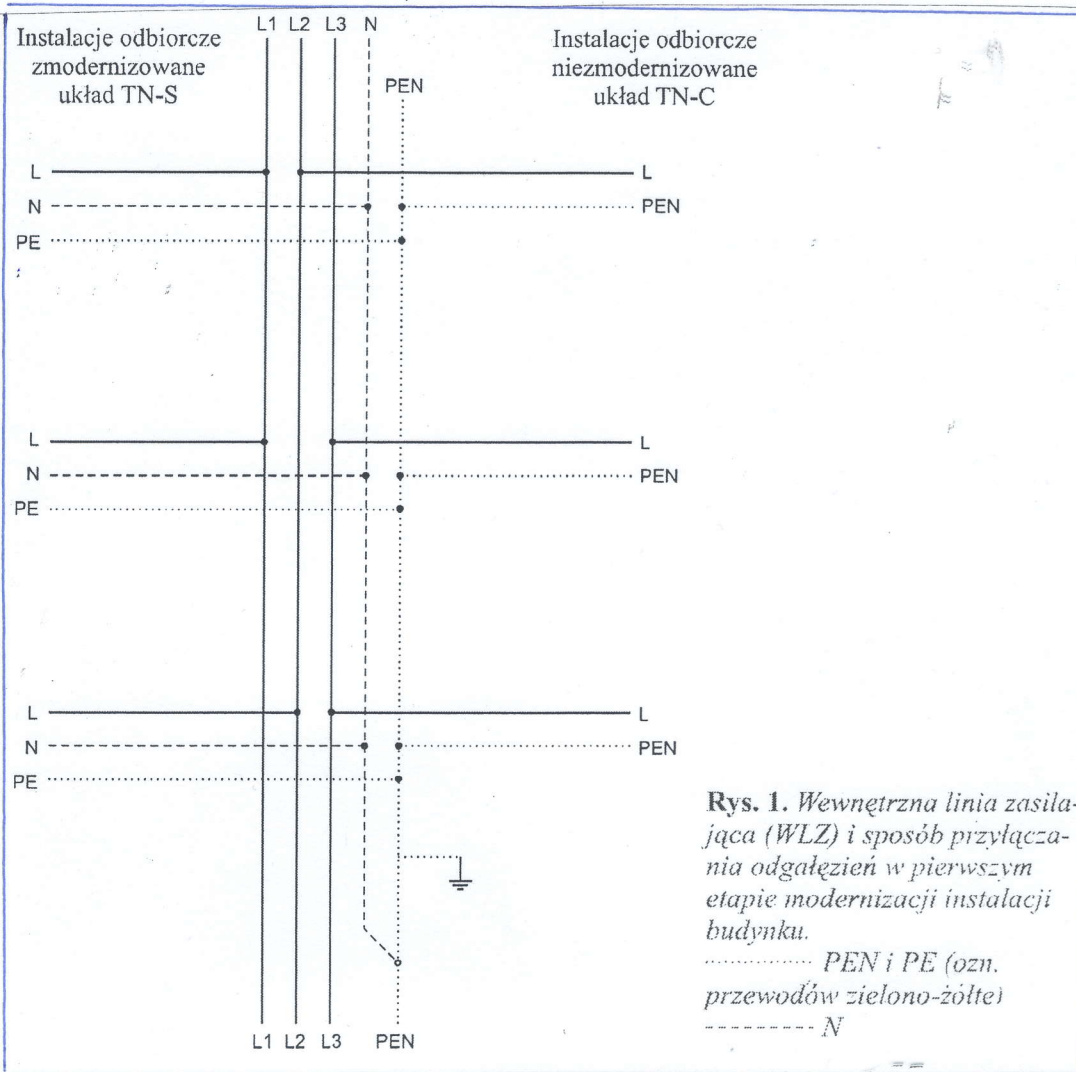 L1 L2 L3 N
Instalacje odbiorcze
zmodernizowane
układ TN-S
Instalacje odbiorcze
niezmodernizowane
układ TN-C
PEN
L
L
N
PEN
PE
L
L
N
PEN
PE
L
L
N
PEN
PE
Rys. 1. Wewnętrzna linia zasila-
jąca (WLZ) i sposób przyłącza-
nia odgałęzień w pierwszym
etapie modernizacji instalacji
budynku.
.............. PEN i PE (ozn.
przewodów zielono-żółte)
--------- N
L1 L2 L3 PEN